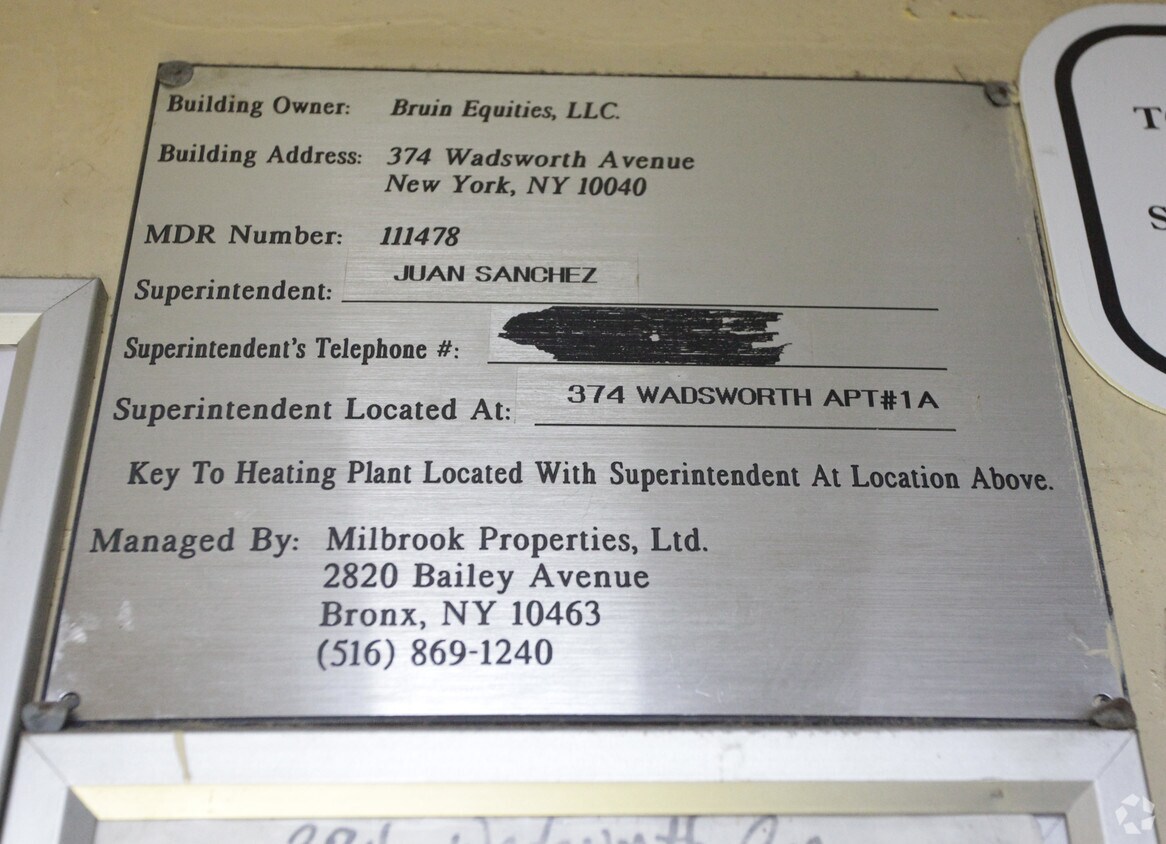 Building Owner: Bruin Equities, LLC.
Building Address: 374 Wadsworth Avenue
New York, NY 10040
MDR Number: 111478
Superintendent: JUAN SANCHEZ
Superintendent's Telephone #:
Superintendent Located At: 374 WADSWORTH APT#1A
Key To Heating Plant Located With Superintendent At Location Above.
Managed By: Milbrook Properties, Ltd.
2820 Bailey Avenue
Bronx, NY 10463
(516) 869-1240